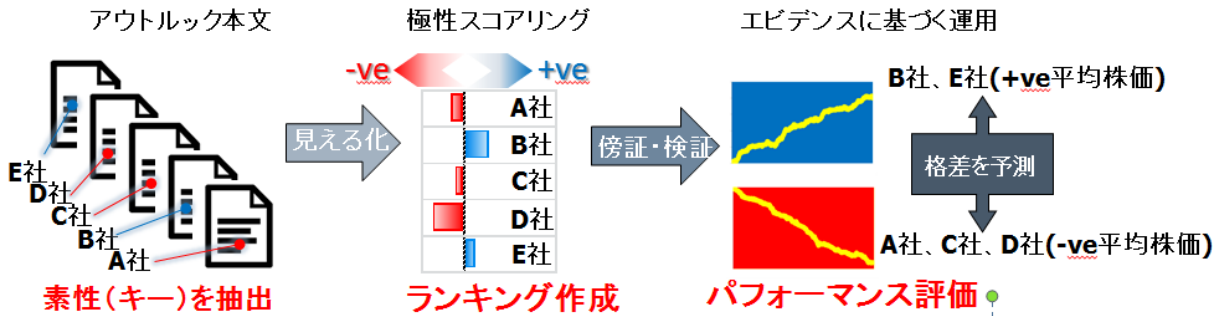 アウトルック本文
極性スコアリング
エビデンスに基づく運用
E社
D社
C社
B社
A社
素性(キー)を抽出
見える化
-ve
+ve
A社
B社
C社
D社
E社
ランキング作成
傍証・検証
B社、E社(+ve平均株価)
格差を予測
A社、C社、D社(-ve平均株価)
パフォーマンス評価